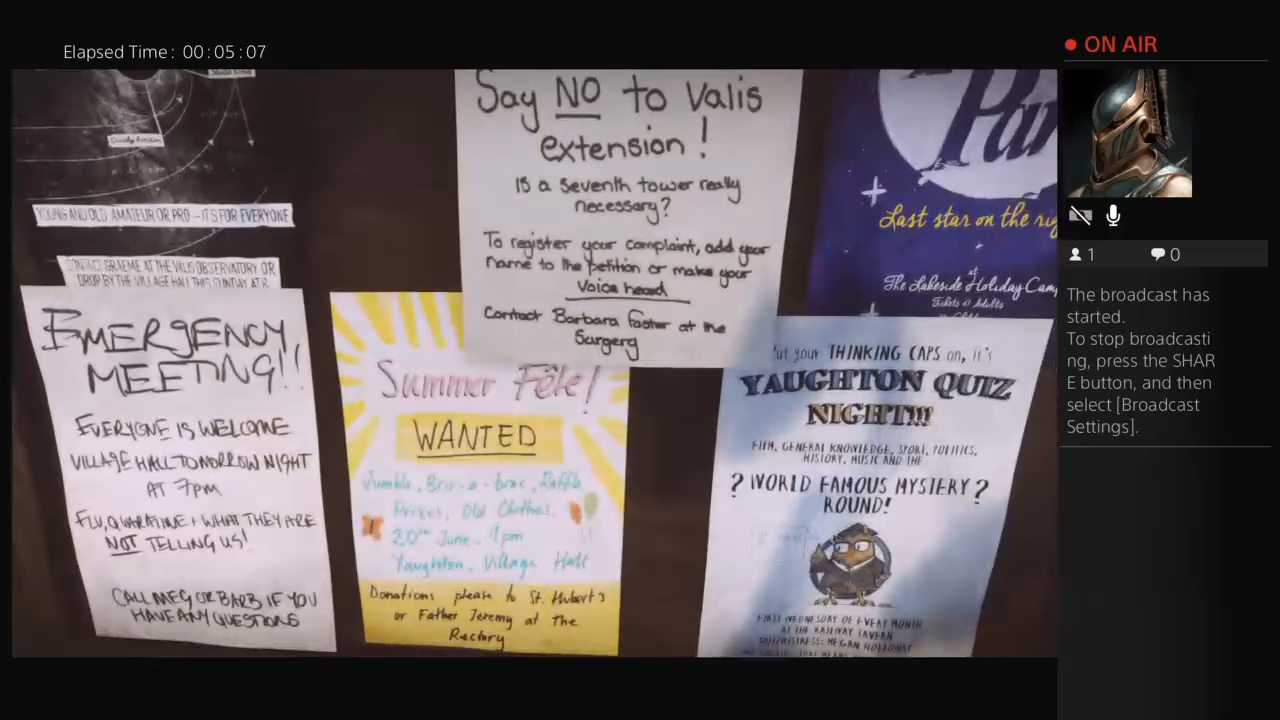 Elapsed Time: 00:05:07
ON AIR
1
0
The broadcast has
started.
To stop broadcasti
ng, press the SHAR
E button, and then
select [Broadcast
Settings].
YOUNG AND OLD AMATEUR OR PRO - IT'S FOR EVERYONE
CONTACT GRAEME AT THE VALIS OBSERVATORY OR
DROP BY THE VILLAGE HALL THIS SUNDAY AT 8
Say NO to Valis
extension!
Is a seventh tower really
necessary?
To register your complaint, add your
name to the petition or make your
voice heard
Contact Barbara Foster at the
Surgery
Last star on the rig
at
The Lakeside Holiday Camp
EMERGENCY
MEETING!!
EVERYONE IS WELCOME
VILLAGE HALL TOMORROW NIGHT
AT 7pm
FLU, QUARANTINE + WHAT THEY ARE
NOT TELLING US!
CALL MEG OR BARB IF YOU
HAVE ANY QUESTIONS
Summer Fête!
WANTED
Jumble, Bric-a-brac, Raffle
Prizes, Old Clothes.
20th June, 1pm
Yaughton, Village Hall
Donations please to St. Hubert's
or Father Jeremy at the
Rectory
Put your THINKING CAPS on, it's
YAUGHTON QUIZ
NIGHT!!!
FILM, GENERAL KNOWLEDGE, SPORT, POLITICS,
HISTORY, MUSIC AND THE
? WORLD FAMOUS MYSTERY ?
ROUND!
FIRST WEDNESDAY OF EVERY MONTH
AT THE RAILWAY TAVERN
QUIZMISTRESS: MEGAN HOLLOWAY